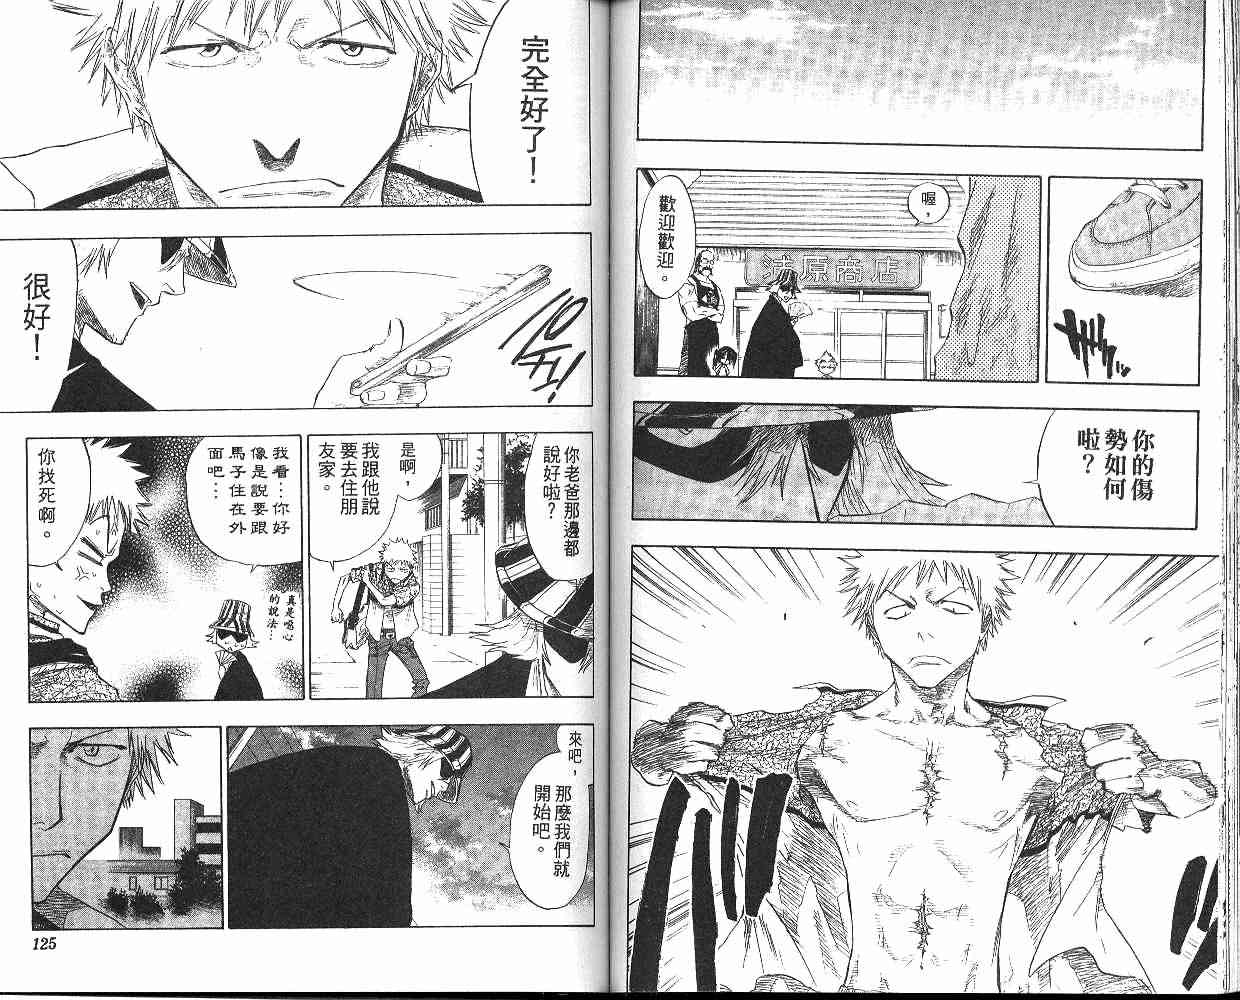 喔，
浦原商店
歡迎歡迎。
你的傷
勢如何
啦？
完全好了！
很好！
你老爸那邊都
說好啦？
是啊，
我跟他說
要去住朋
友家。
我看…你好
像是說要跟
馬子住在外
面吧…
真是噁心
的說法…
你找死啊。
來吧，
那麼我們就
開始吧。
125